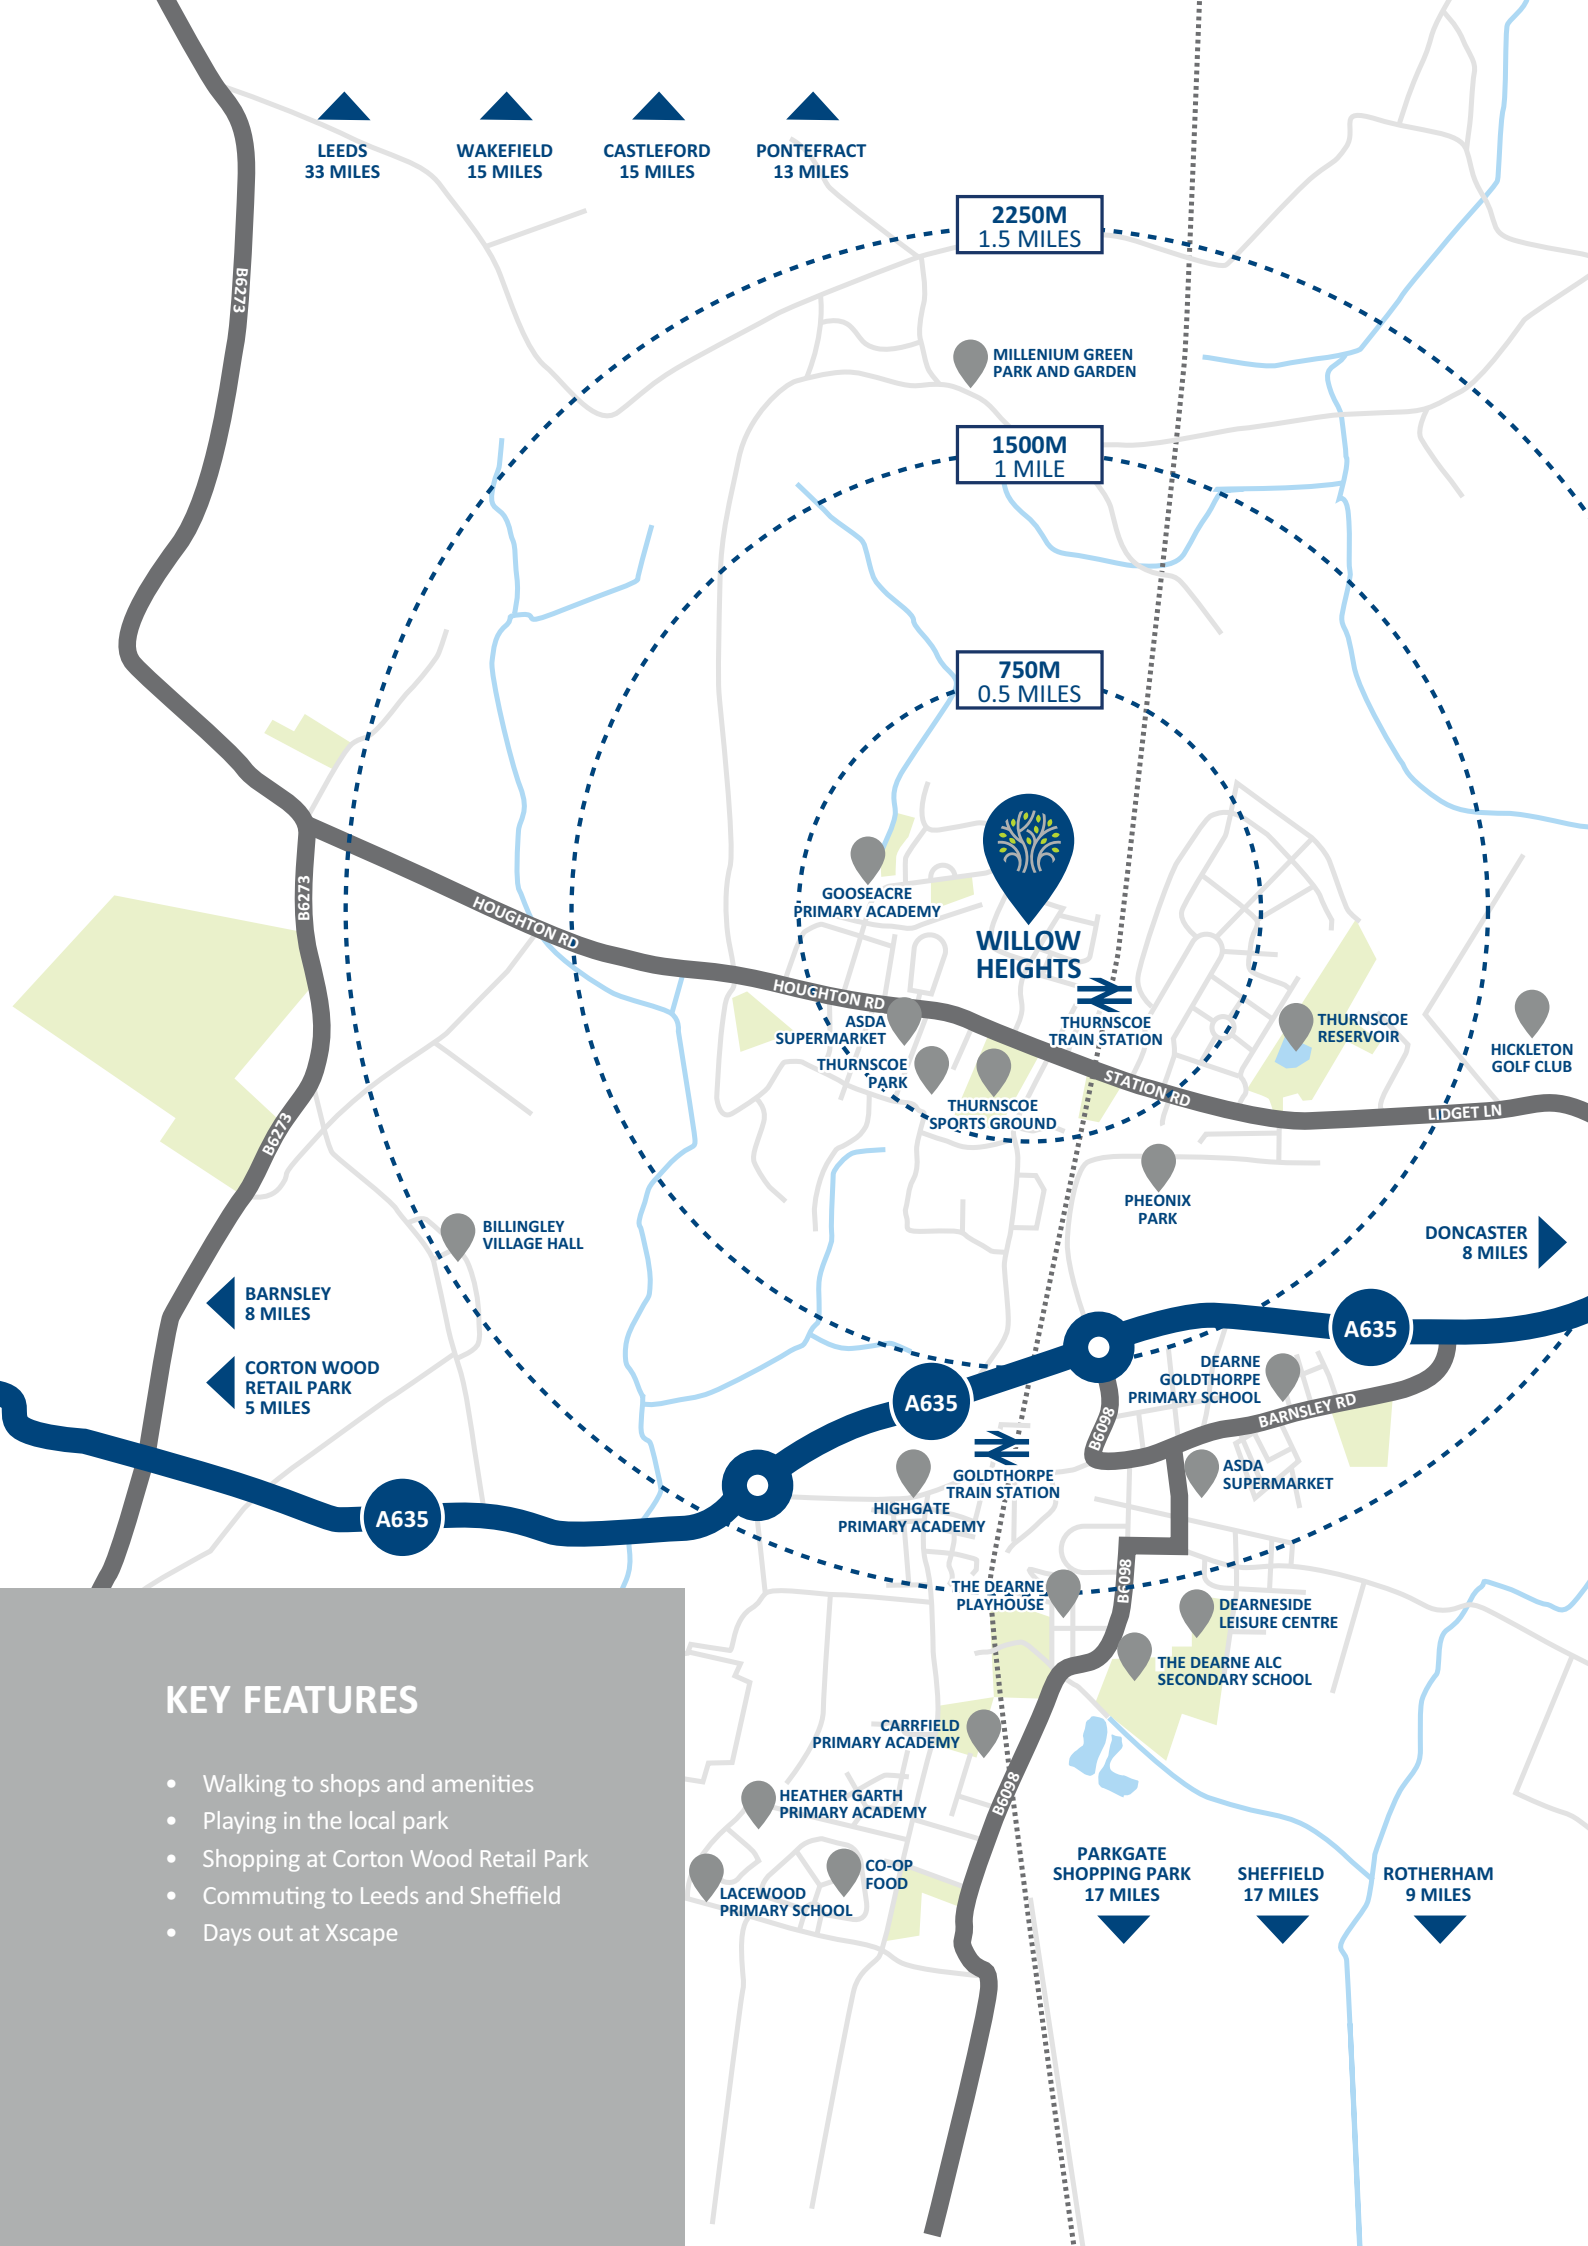 LEEDS
33 MILES
WAKEFIELD
15 MILES
CASTLEFORD
15 MILES
PONTEFRACT
13 MILES
2250M
1.5 MILES
B6273
MILLENIUM GREEN
PARK AND GARDEN
1500M
1 MILE
750M
0.5 MILES
GOOSEACRE
PRIMARY ACADEMY
B6273
HOUGHTON RD
WILLOW
HEIGHTS
HOUGHTON RD
ASDA
SUPERMARKET
THURNSCOE
TRAIN STATION
THURNSCOE
RESERVOIR
HICKLETON
GOLF CLUB
THURNSCOE
PARK
STATION RD
THURNSCOE
SPORTS GROUND
LIDGET LN
B6273
PHEONIX
PARK
BILLINGLEY
VILLAGE HALL
DONCASTER
8 MILES
BARNSLEY
8 MILES
A635
CORTON WOOD
RETAIL PARK
5 MILES
DEARNE
GOLDTHORPE
PRIMARY SCHOOL
A635
BARNSLEY RD
B6098
GOLDTHORPE
TRAIN STATION
ASDA
SUPERMARKET
A635
HIGHGATE
PRIMARY ACADEMY
B6098
THE DEARNE
PLAYHOUSE
DEARNESIDE
LEISURE CENTRE
THE DEARNE ALC
SECONDARY SCHOOL
CARRFIELD
PRIMARY ACADEMY
B6098
HEATHER GARTH
PRIMARY ACADEMY
CO-OP
FOOD
LACEWOOD
PRIMARY SCHOOL
PARKGATE
SHOPPING PARK
17 MILES
SHEFFIELD
17 MILES
ROTHERHAM
9 MILES
KEY FEATURES
• Walking to shops and amenities
• Playing in the local park
• Shopping at Corton Wood Retail Park
• Commuting to Leeds and Sheffield
• Days out at Xscape